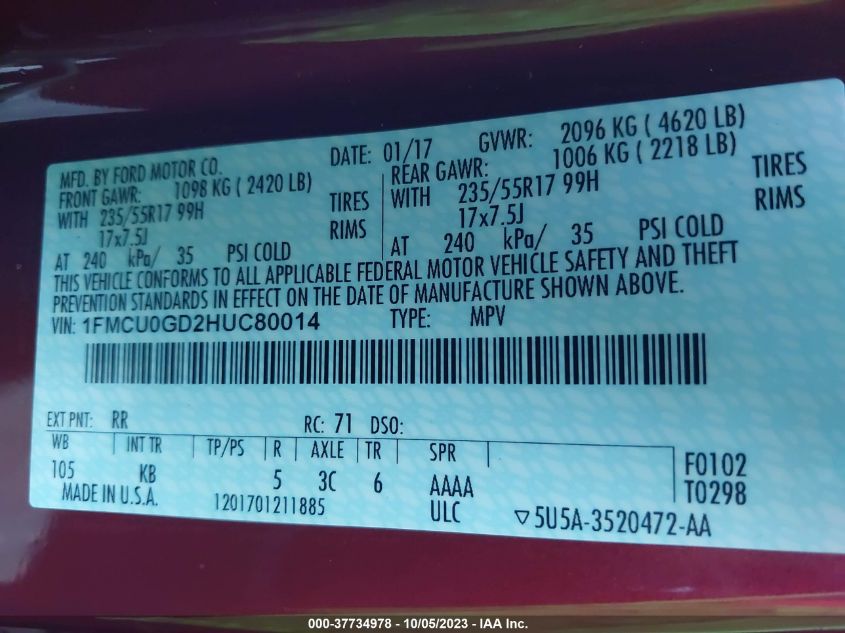 MFD. BY FORD MOTOR CO. DATE: 01/17 GVWR: 2096 KG ( 4620 LB)
FRONT GAWR: 1098 KG ( 2420 LB) REAR GAWR: 1006 KG ( 2218 LB)
WITH 235/55R17 99H TIRES WITH 235/55R17 99H TIRES
17x7.5J RIMS 17x7.5J RIMS
AT 240 kPa/ 35 PSI COLD AT 240 kPa/ 35 PSI COLD
THIS VEHICLE CONFORMS TO ALL APPLICABLE FEDERAL MOTOR VEHICLE SAFETY AND THEFT
PREVENTION STANDARDS IN EFFECT ON THE DATE OF MANUFACTURE SHOWN ABOVE.
VIN: 1FMCU0GD2HUC80014 TYPE: MPV
EXT PNT: RR RC: 71 DSO:
WB INT TR TP/PS R AXLE TR SPR
105 KB 5 3C 6 AAAA F0102
MADE IN U.S.A. 1201701211885 ULC T0298
▽5U5A-3520472-AA
000-37734978 - 10/05/2023 - IAA Inc.